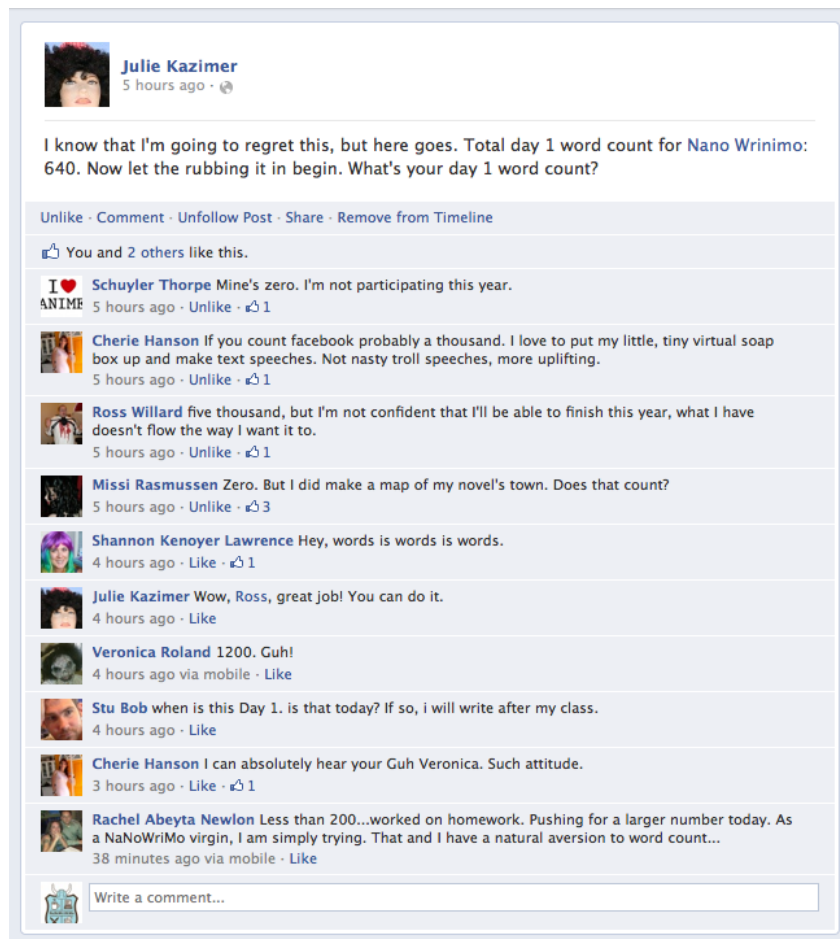 Julie Kazimer
5 hours ago ·
I know that I'm going to regret this, but here goes. Total day 1 word count for Nano Wrinimo:
640. Now let the rubbing it in begin. What's your day 1 word count?
Unlike · Comment · Unfollow Post · Share · Remove from Timeline
You and 2 others like this.
I ♥
ANIME
Schuyler Thorpe Mine's zero. I'm not participating this year.
5 hours ago · Unlike · 1
Cherie Hanson If you count facebook probably a thousand. I love to put my little, tiny virtual soap
box up and make text speeches. Not nasty troll speeches, more uplifting.
5 hours ago · Unlike · 1
Ross Willard five thousand, but I'm not confident that I'll be able to finish this year, what I have
doesn't flow the way I want it to.
5 hours ago · Unlike · 1
Missi Rasmussen Zero. But I did make a map of my novel's town. Does that count?
5 hours ago · Unlike · 3
Shannon Kenoyer Lawrence Hey, words is words is words.
4 hours ago · Like · 1
Julie Kazimer Wow, Ross, great job! You can do it.
4 hours ago · Like
Veronica Roland 1200. Guh!
4 hours ago via mobile · Like
Stu Bob when is this Day 1. is that today? If so, i will write after my class.
4 hours ago · Like
Cherie Hanson I can absolutely hear your Guh Veronica. Such attitude.
3 hours ago · Like · 1
Rachel Abeyta Newlon Less than 200...worked on homework. Pushing for a larger number today. As
a NaNoWriMo virgin, I am simply trying. That and I have a natural aversion to word count...
38 minutes ago via mobile · Like
Write a comment...